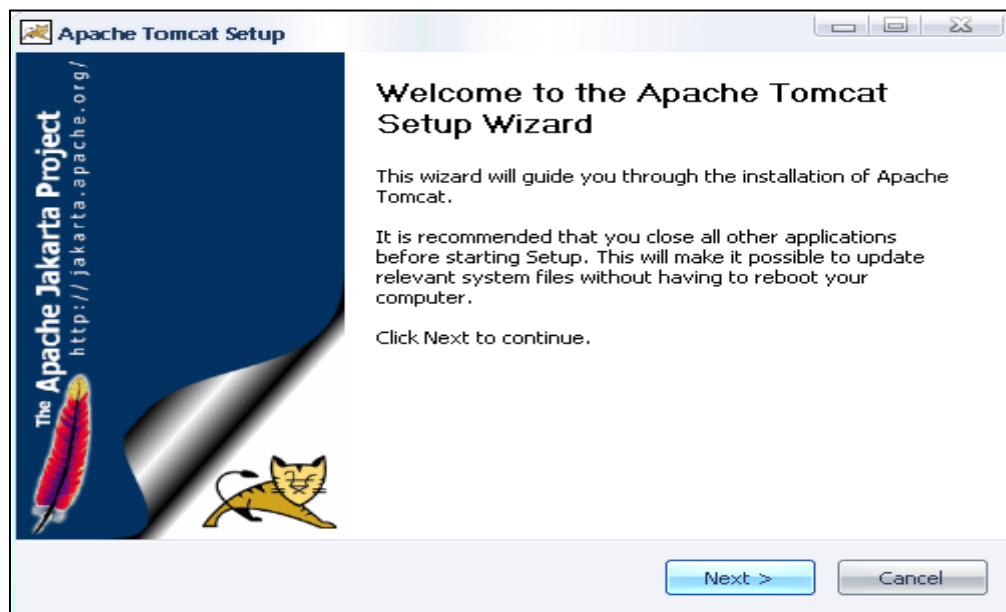 Apache Tomcat Setup
The Apache Jakarta Project
http://jakarta.apache.org/
Welcome to the Apache Tomcat
Setup Wizard
This wizard will guide you through the installation of Apache
Tomcat.
It is recommended that you close all other applications
before starting Setup. This will make it possible to update
relevant system files without having to reboot your
computer.
Click Next to continue.
Next >
Cancel